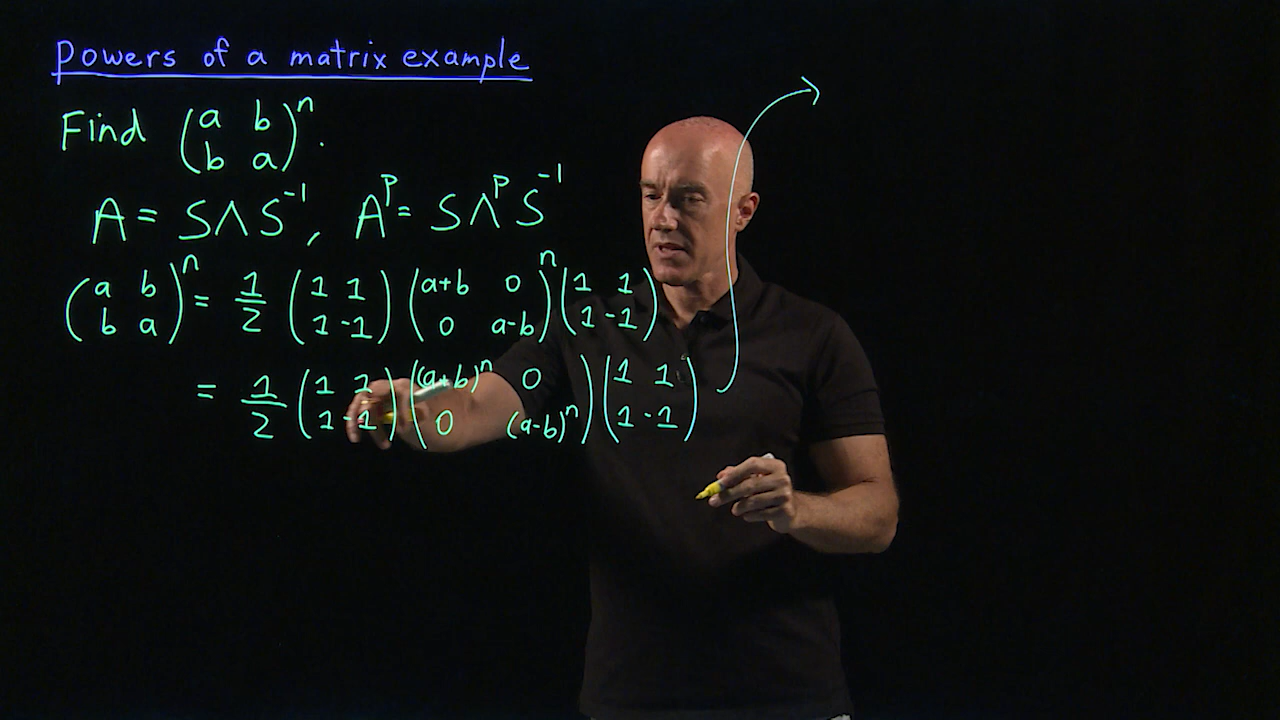 Powers of a matrix example
Find (a b; b a)^n.
A = SΛS^-1, A^p = SΛ^p S^-1
(a b; b a)^n = 1/2 (1 1; 1 -1) (a+b 0; 0 a-b)^n (1 1; 1 -1)
= 1/2 (1 1; 1 -1) ((a+b)^n 0; 0 (a-b)^n) (1 1; 1 -1)